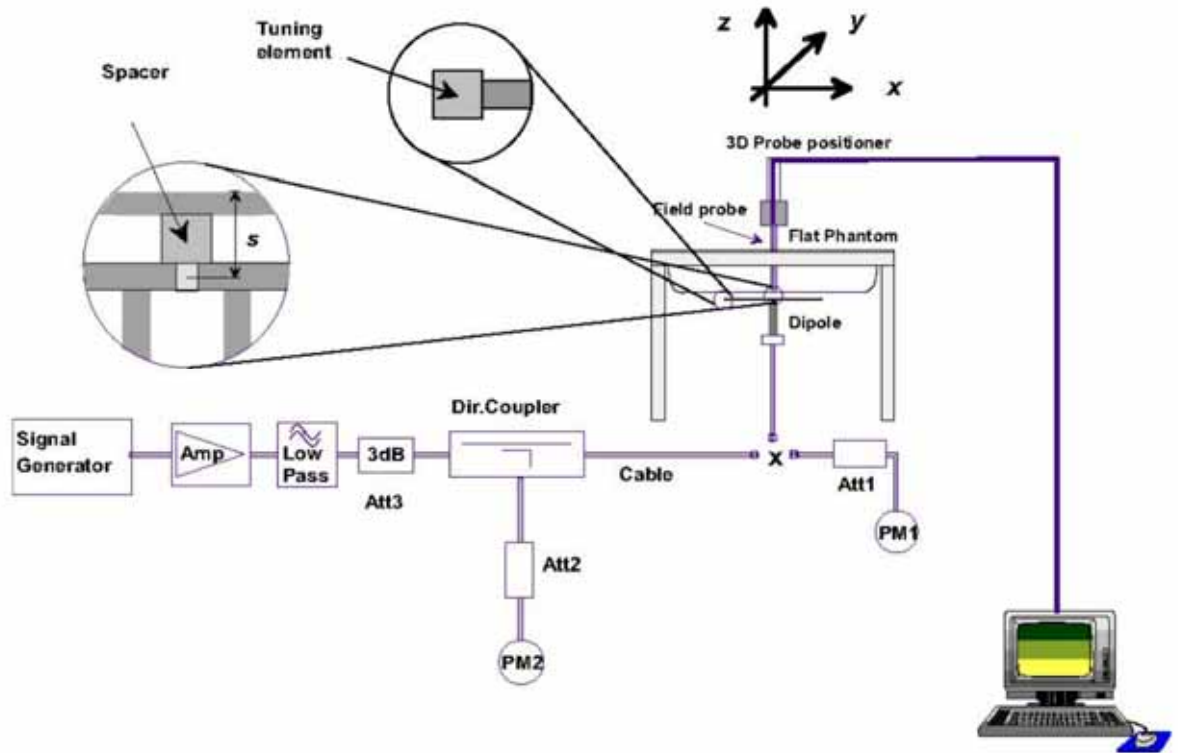 Tuning
element
Spacer
z
y
x
3D Probe positioner
s
Field probe
Flat Phantom
Dipole
Dir.Coupler
Signal
Generator
Amp
Low
Pass
3dB
Att3
Cable
X
Att1
PM1
Att2
PM2